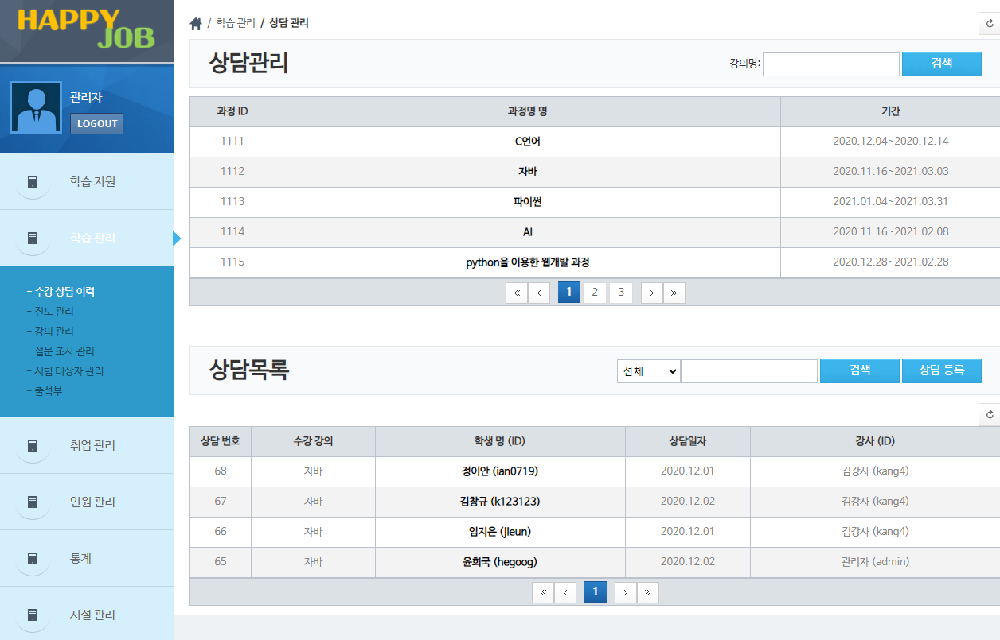 HAPPY
JOB
관리자
LOGOUT
학습 지원
학습 관리
- 수강 상담 이력
- 진도 관리
- 강의 관리
- 설문 조사 관리
- 시험 대상자 관리
- 출석부
취업 관리
인원 관리
통계
시설 관리
/ 학습 관리 / 상담 관리
상담관리 강의명: 검색
과정 ID 과정명 명 기간
1111 C언어 2020.12.04~2020.12.14
1112 자바 2020.11.16~2021.03.03
1113 파이썬 2021.01.04~2021.03.31
1114 AI 2020.11.16~2021.02.08
1115 python을 이용한 웹개발 과정 2020.12.28~2021.02.28
« ‹ 1 2 3 › »
상담목록 전체 검색 상담 등록
상담 번호 수강 강의 학생 명 (ID) 상담일자 강사 (ID)
68 자바 정이안 (ian0719) 2020.12.01 김강사 (kang4)
67 자바 김창규 (k123123) 2020.12.02 김강사 (kang4)
66 자바 임지은 (jieun) 2020.12.01 김강사 (kang4)
65 자바 윤희국 (hegoog) 2020.12.02 관리자 (admin)
« ‹ 1 › »